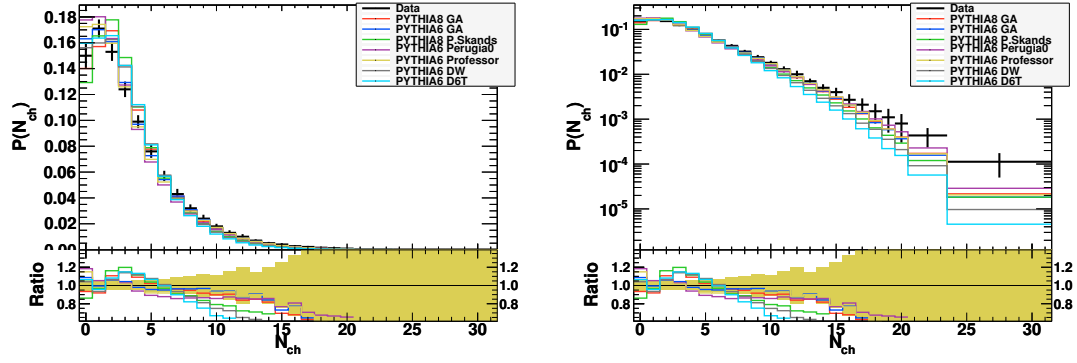 0.18
0.16
0.14
0.12
0.10
0.08
0.06
0.04
0.02
0.00
P(N_ch)
Data
PYTHIA8 GA
PYTHIA6 GA
PYTHIA8 P.Skands
PYTHIA6 Perugia0
PYTHIA6 Professor
PYTHIA6 DW
PYTHIA6 D6T
Ratio
1.2
1.0
0.8
1.2
1.0
0.8
0 5 10 15 20 25 30
N_ch
10^-1
10^-2
10^-3
10^-4
10^-5
P(N_ch)
Data
PYTHIA8 GA
PYTHIA6 GA
PYTHIA8 P.Skands
PYTHIA6 Perugia0
PYTHIA6 Professor
PYTHIA6 DW
PYTHIA6 D6T
Ratio
1.2
1.0
0.8
1.2
1.0
0.8
0 5 10 15 20 25 30
N_ch